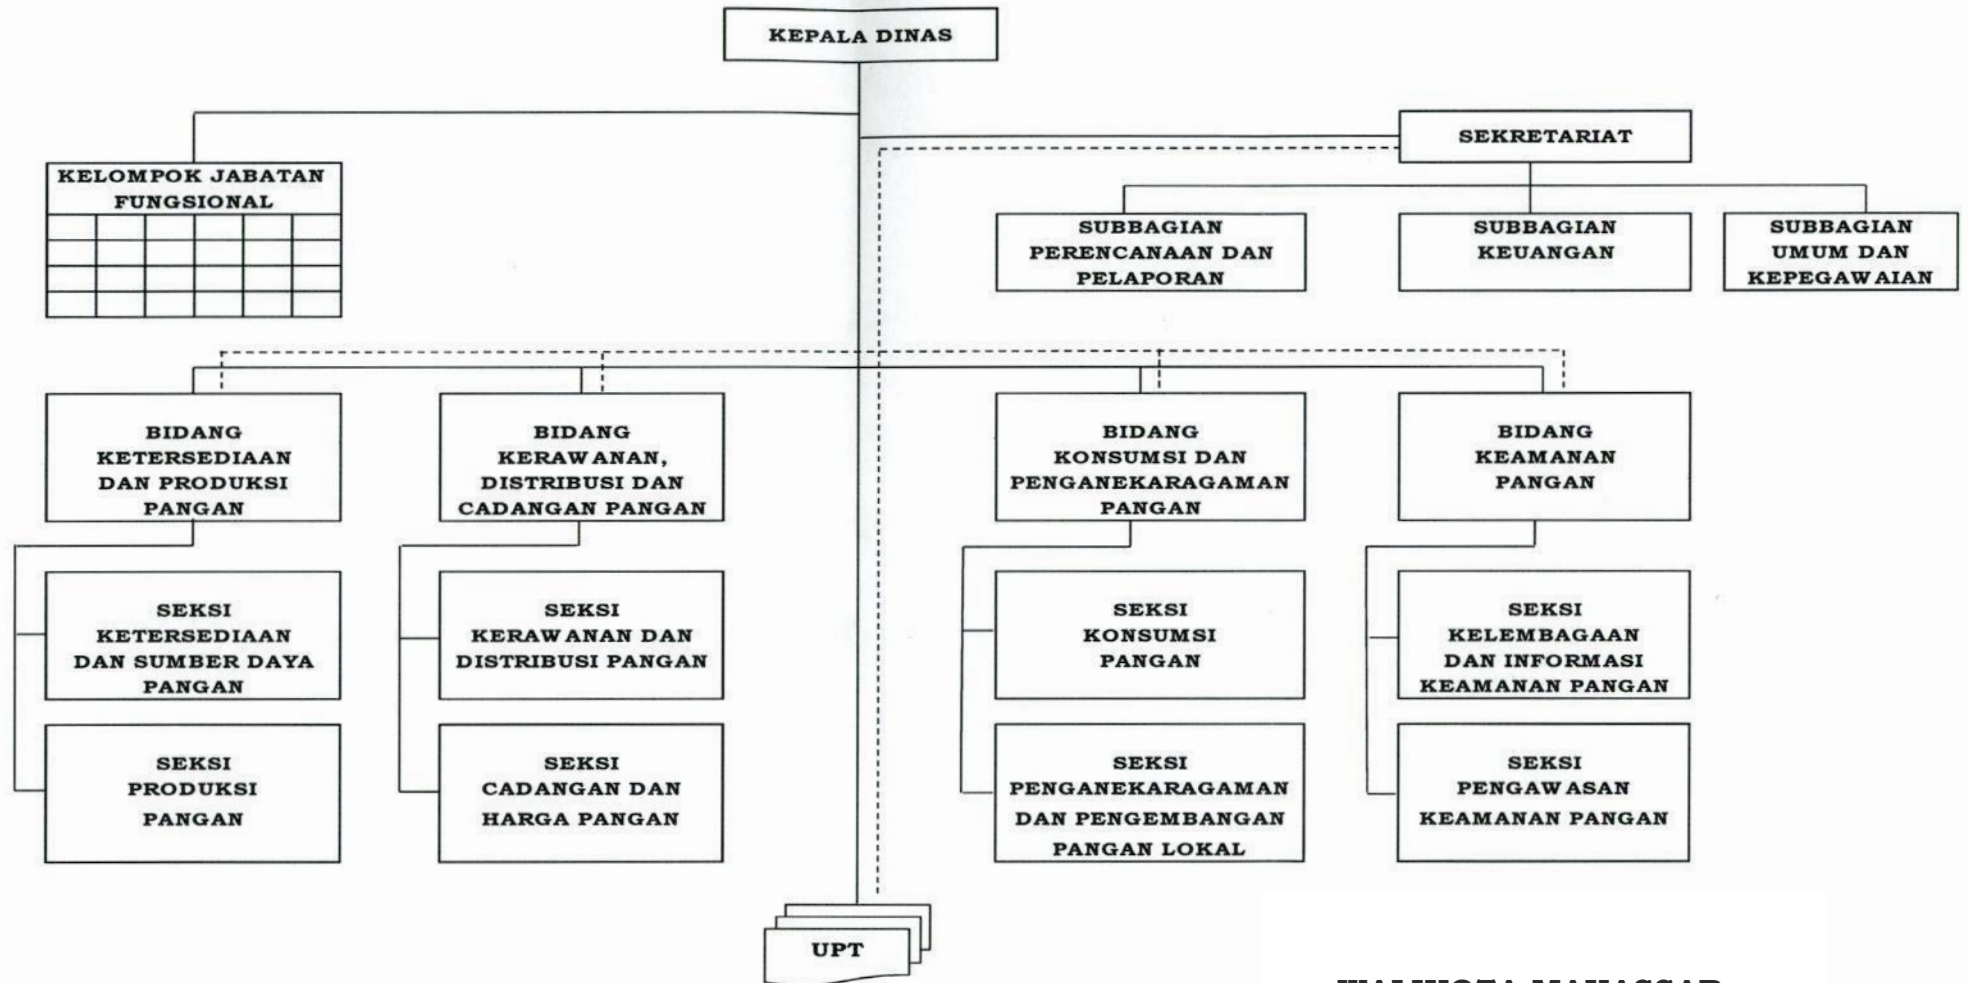 KEPALA DINAS
SEKRETARIAT
KELOMPOK JABATAN
FUNGSIONAL
SUBBAGIAN
PERENCANAAN DAN
PELAPORAN
SUBBAGIAN
KEUANGAN
SUBBAGIAN
UMUM DAN
KEPEGAWAIAN
BIDANG
KETERSEDIAAN
DAN PRODUKSI
PANGAN
BIDANG
KERAWANAN,
DISTRIBUSI DAN
CADANGAN PANGAN
BIDANG
KONSUMSI DAN
PENGANEKARAGAMAN
PANGAN
BIDANG
KEAMANAN
PANGAN
SEKSI
KETERSEDIAAN
DAN SUMBER DAYA
PANGAN
SEKSI
KERAWANAN DAN
DISTRIBUSI PANGAN
SEKSI
KONSUMSI
PANGAN
SEKSI
KELEMBAGAAN
DAN INFORMASI
KEAMANAN PANGAN
SEKSI
PRODUKSI
PANGAN
SEKSI
CADANGAN DAN
HARGA PANGAN
SEKSI
PENGANEKARAGAMAN
DAN PENGEMBANGAN
PANGAN LOKAL
SEKSI
PENGAWASAN
KEAMANAN PANGAN
UPT